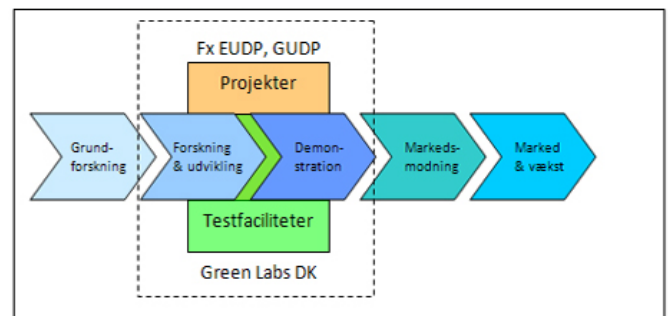 Fx EUDP, GUDP
Projekter
Grund-
forskning
Forskning
& udvikling
Demon-
stration
Markeds-
modning
Marked
& vækst
Testfaciliteter
Green Labs DK